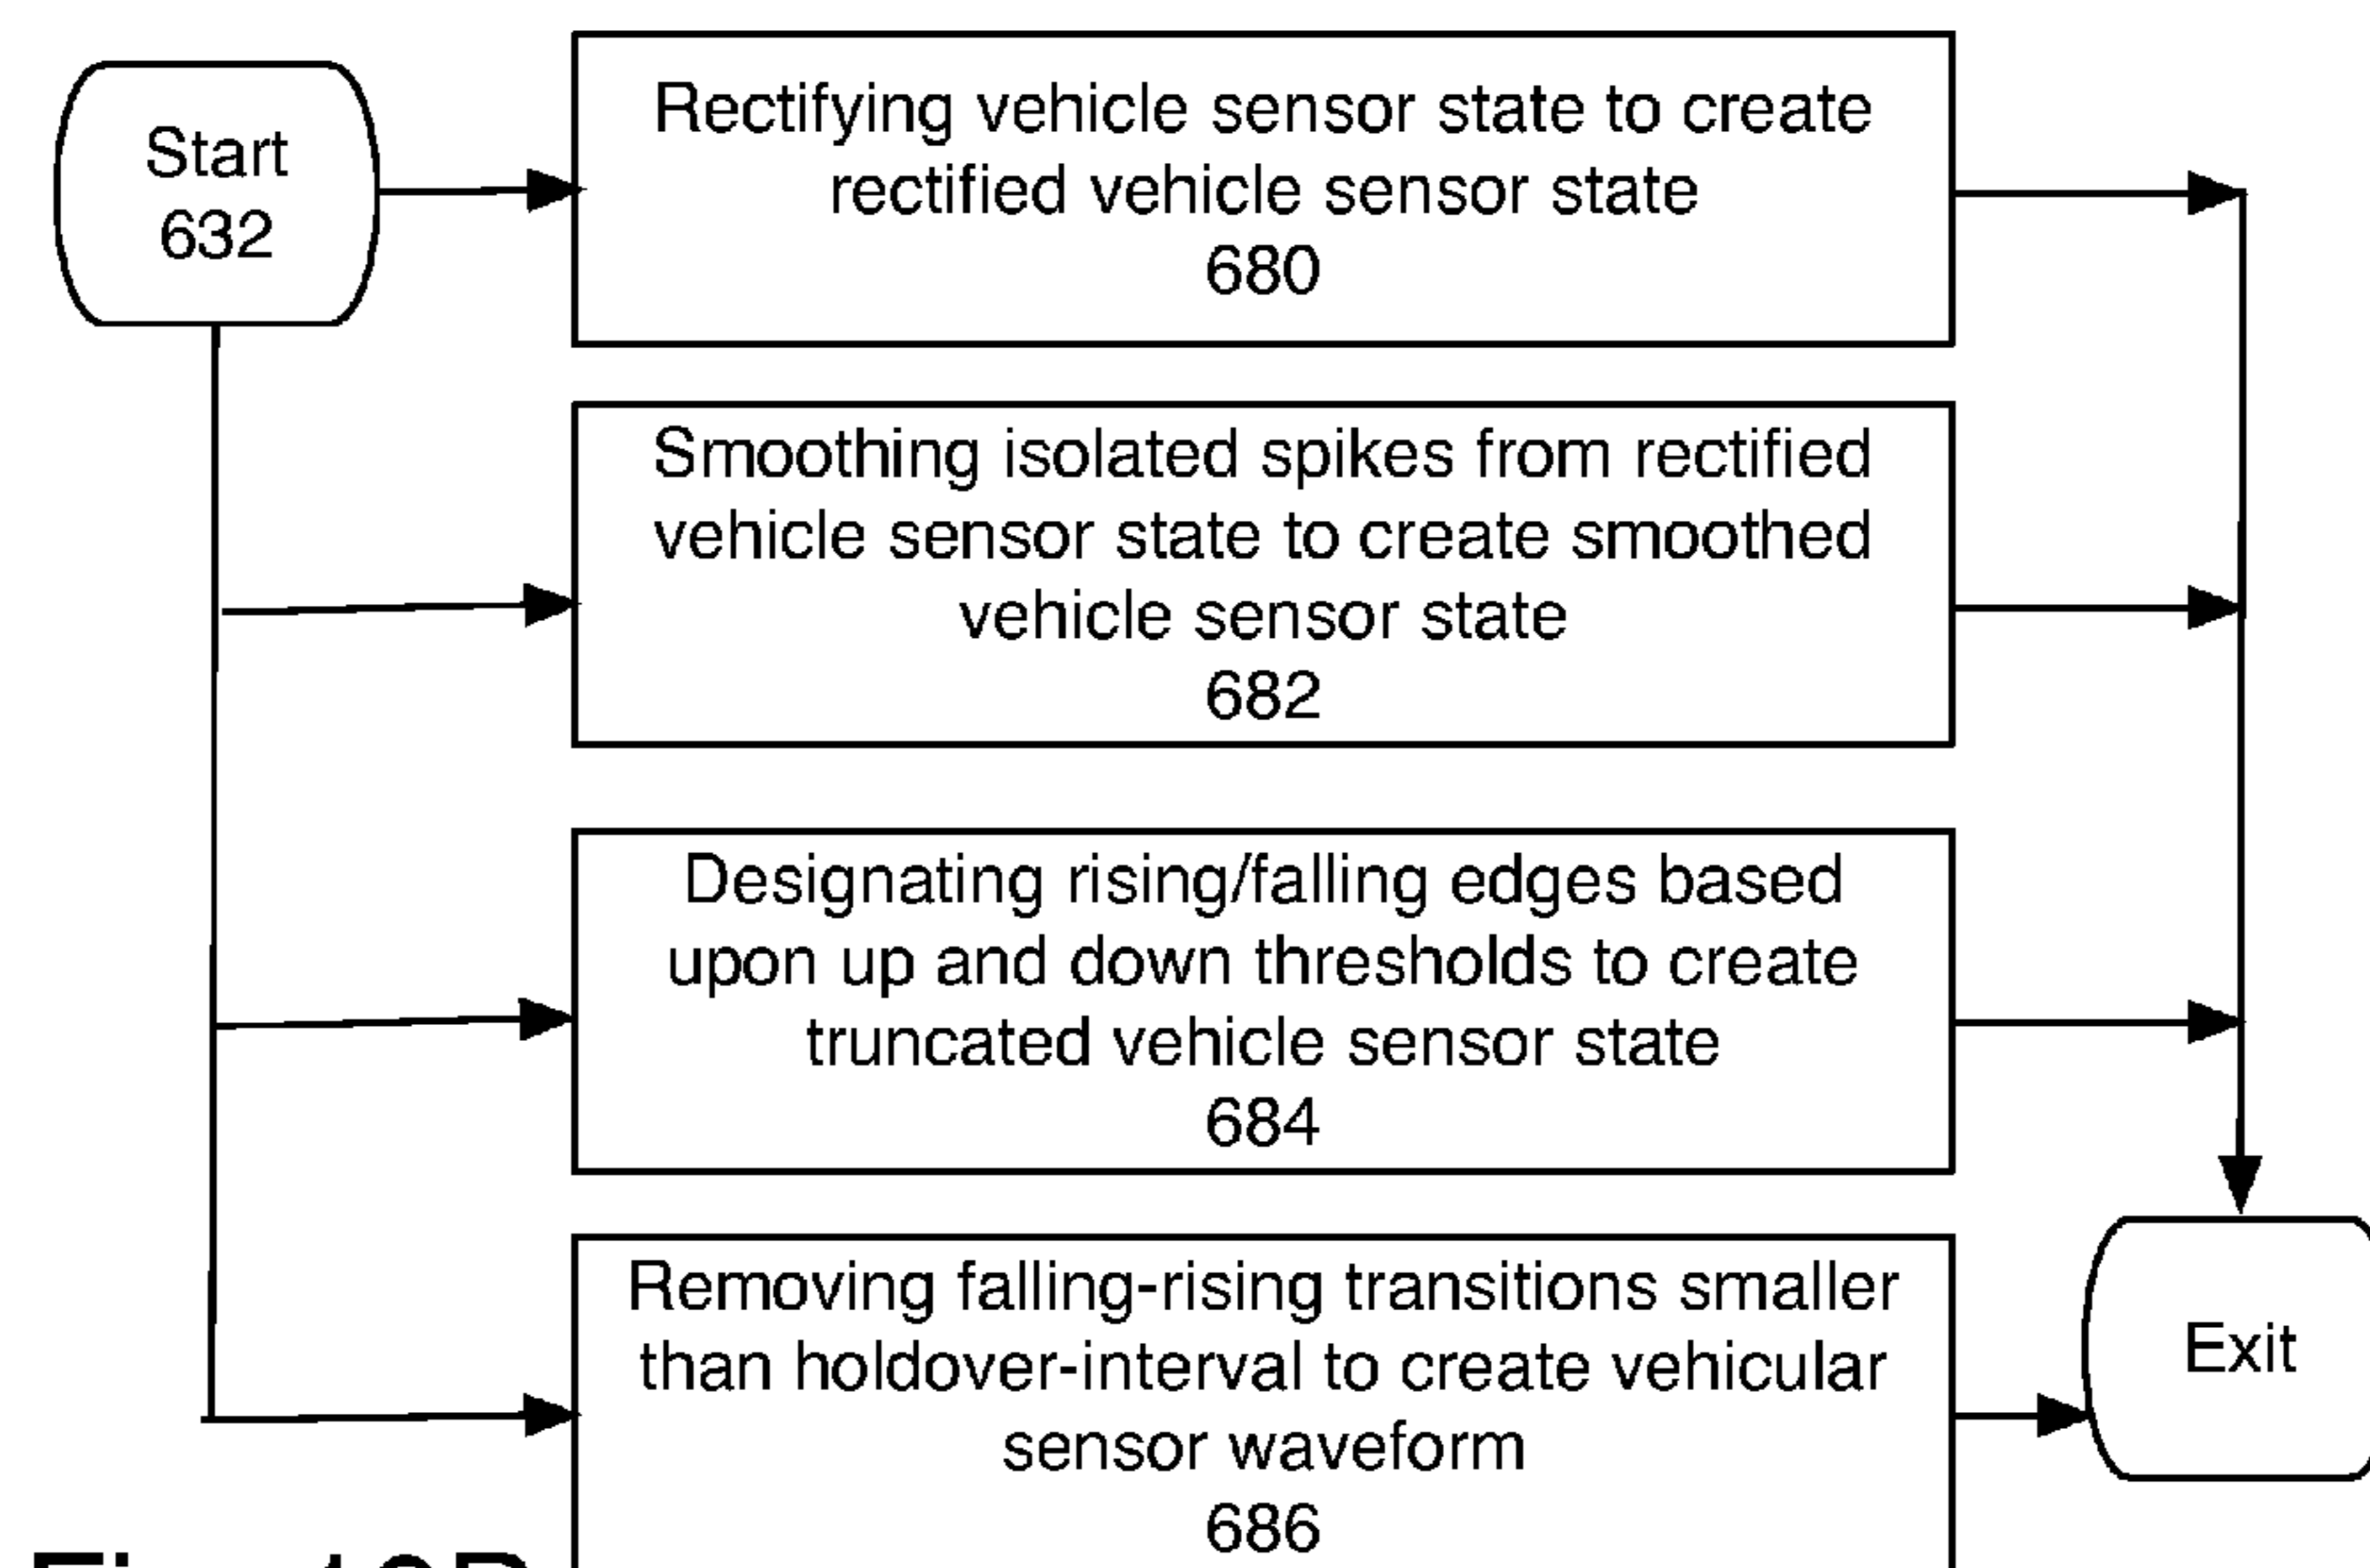 Start
632
Rectifying vehicle sensor state to create
rectified vehicle sensor state
680
Smoothing isolated spikes from rectified
vehicle sensor state to create smoothed
vehicle sensor state
682
Designating rising/falling edges based
upon up and down thresholds to create
truncated vehicle sensor state
684
Removing falling-rising transitions smaller
than holdover-interval to create vehicular
sensor waveform
686
Exit